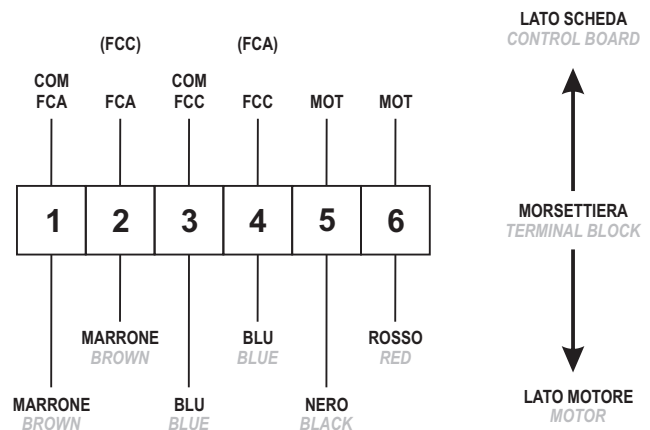 LATO SCHEDA
CONTROL BOARD
(FCC) (FCA)
COM FCA FCA COM FCC FCC MOT MOT
1 2 3 4 5 6
MORSETTIERA
TERMINAL BLOCK
MARRONE BLU ROSSO
BROWN BLUE RED
MARRONE BLU NERO
BROWN BLUE BLACK
LATO MOTORE
MOTOR